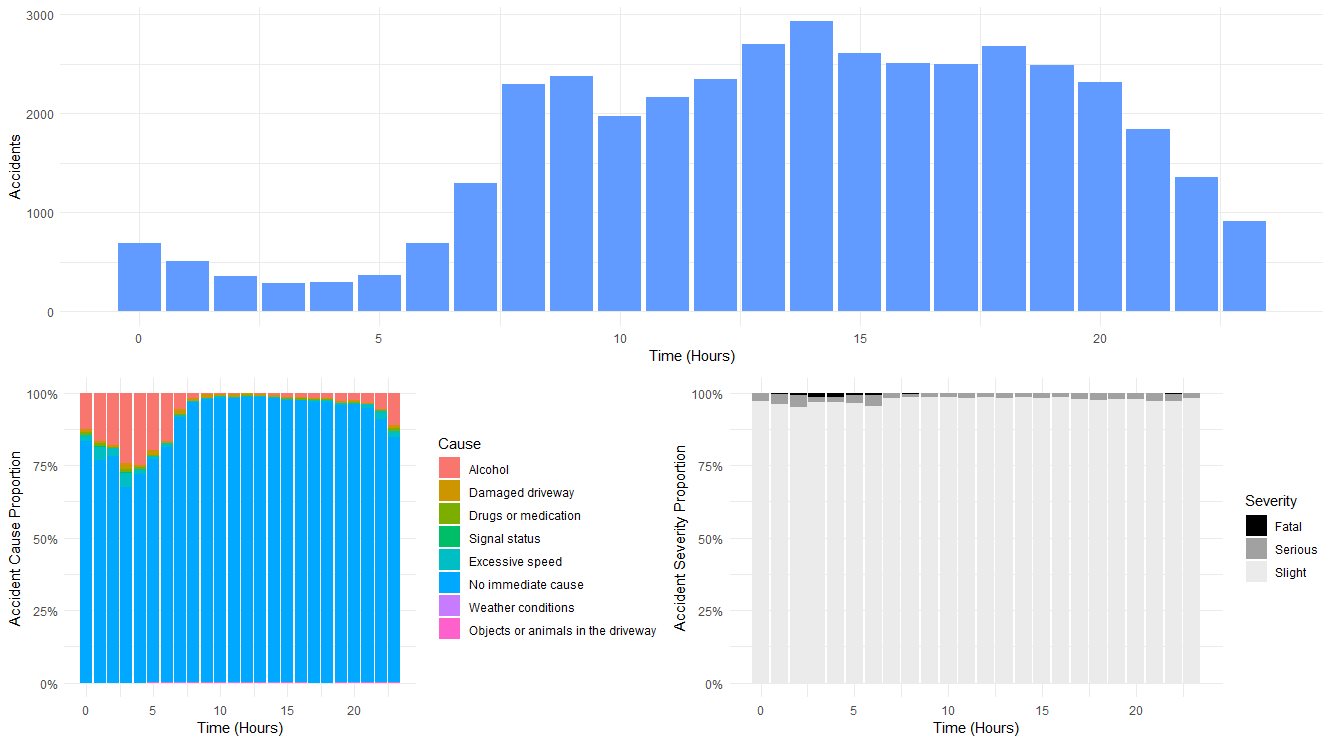 Accidents
3000
2000
1000
0
0
5
10
15
20
Time (Hours)
Accident Cause Proportion
100%
75%
50%
25%
0%
0
5
10
15
20
Time (Hours)
Cause
Alcohol
Damaged driveway
Drugs or medication
Signal status
Excessive speed
No immediate cause
Weather conditions
Objects or animals in the driveway
Accident Severity Proportion
100%
75%
50%
25%
0%
0
5
10
15
20
Time (Hours)
Severity
Fatal
Serious
Slight